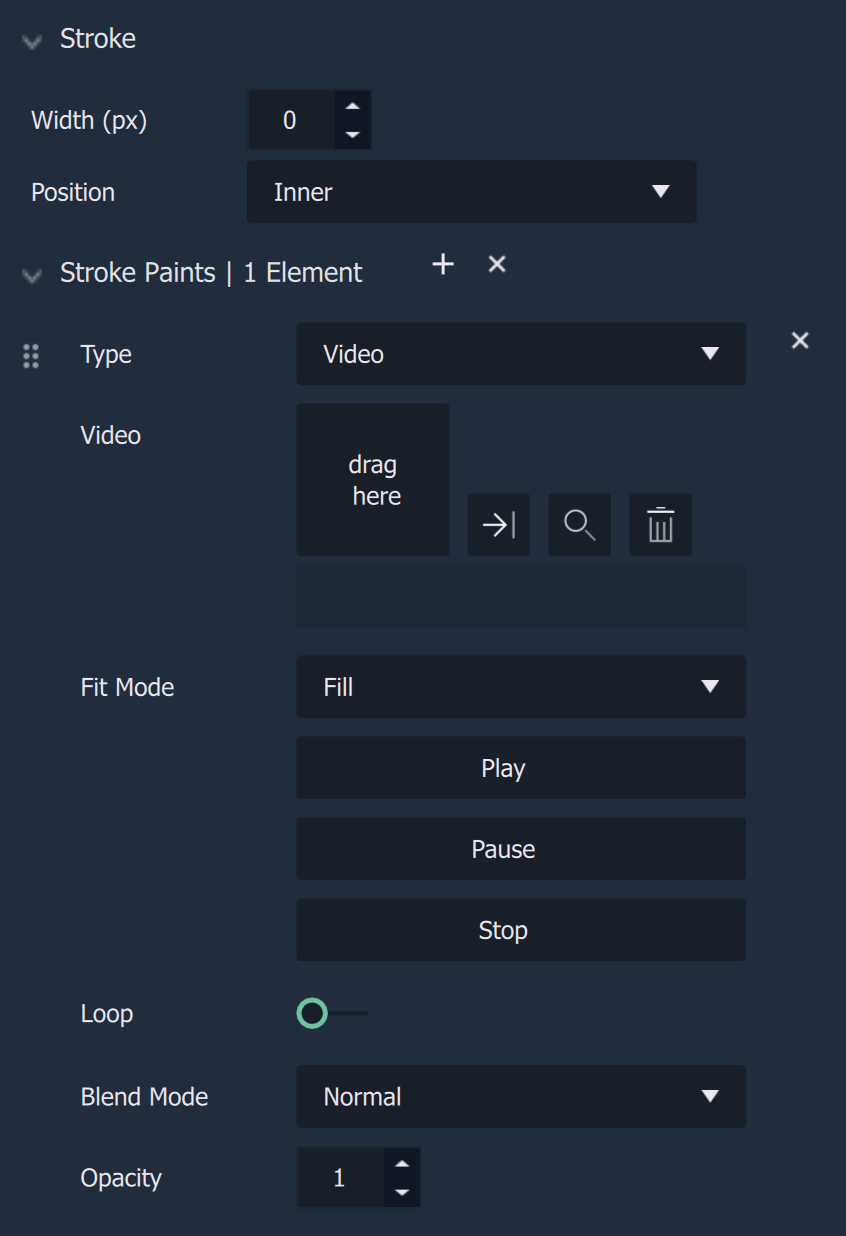 Stroke
Width (px) 0
Position Inner
Stroke Paints | 1 Element
Type Video
Video
drag
here
Fit Mode Fill
Play
Pause
Stop
Loop
Blend Mode Normal
Opacity 1